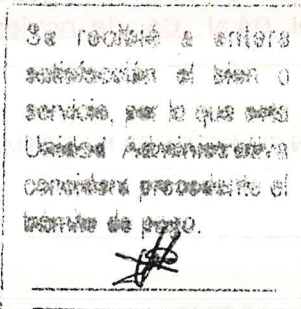 Se recibió a entera
satisfacción el bien o
servicio, por lo que esta
Unidad Administrativa
considera procedente el
trámite de pago.